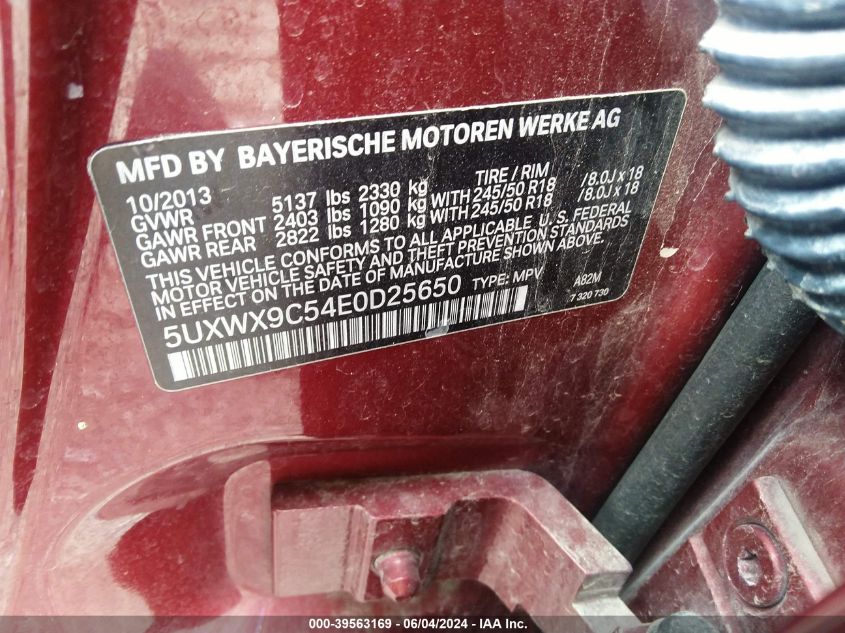 MFD BY BAYERISCHE MOTOREN WERKE AG
10/2013 TIRE / RIM
GVWR 5137 lbs 2330 kg
GAWR FRONT 2403 lbs 1090 kg WITH 245/50 R18 /8.0J x 18
GAWR REAR 2822 lbs 1280 kg WITH 245/50 R18 /8.0J x 18
THIS VEHICLE CONFORMS TO ALL APPLICABLE U. S. FEDERAL
MOTOR VEHICLE SAFETY AND THEFT PREVENTION STANDARDS
IN EFFECT ON THE DATE OF MANUFACTURE SHOWN ABOVE.
5UXWX9C54E0D25650 TYPE: MPV A82M
7 320 730
000-39563169 - 06/04/2024 - IAA Inc.